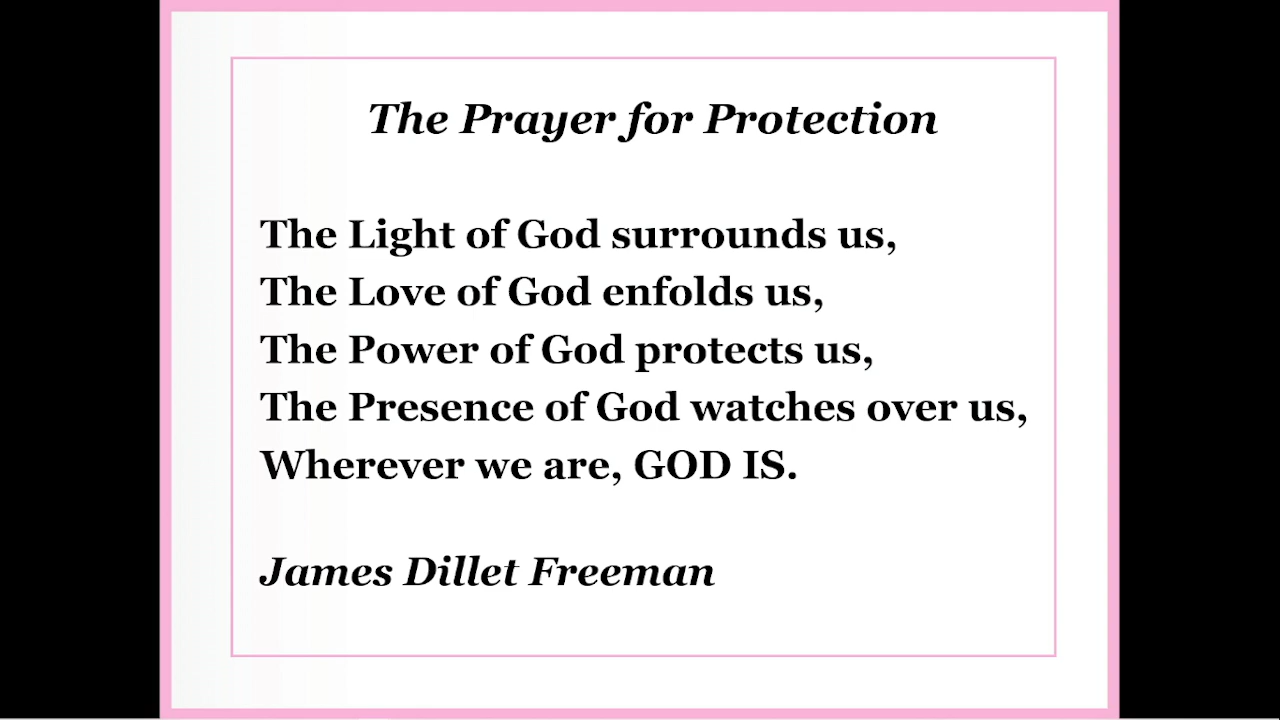 The Prayer for Protection
The Light of God surrounds us,
The Love of God enfolds us,
The Power of God protects us,
The Presence of God watches over us,
Wherever we are, GOD IS.
James Dillet Freeman